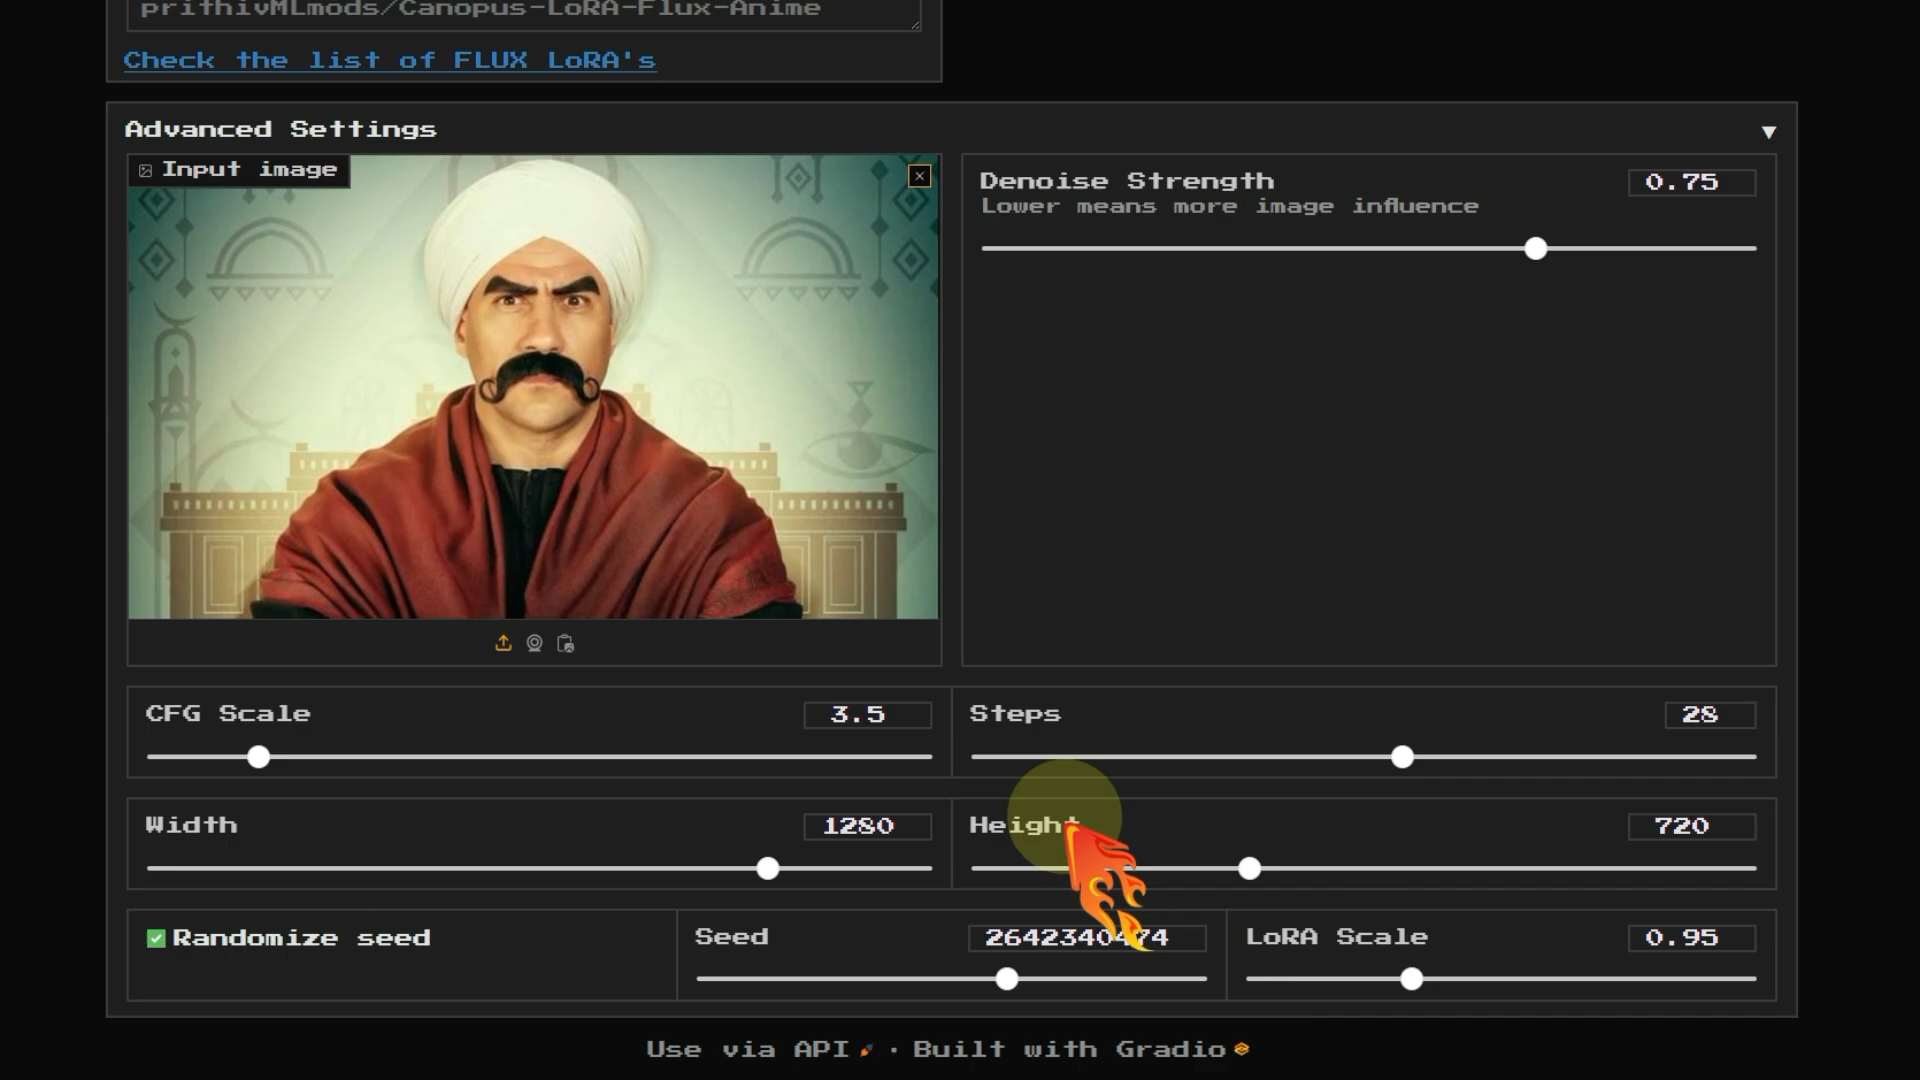 prithivMLmods/Canopus-LoRA-Flux-Anime
Check the list of FLUX LoRA's
Advanced Settings
Input image
Denoise Strength
0.75
Lower means more image influence
CFG Scale
3.5
Steps
28
Width
1280
Height
720
Randomize seed
Seed
2642340474
LoRA Scale
0.95
Use via API · Built with Gradio